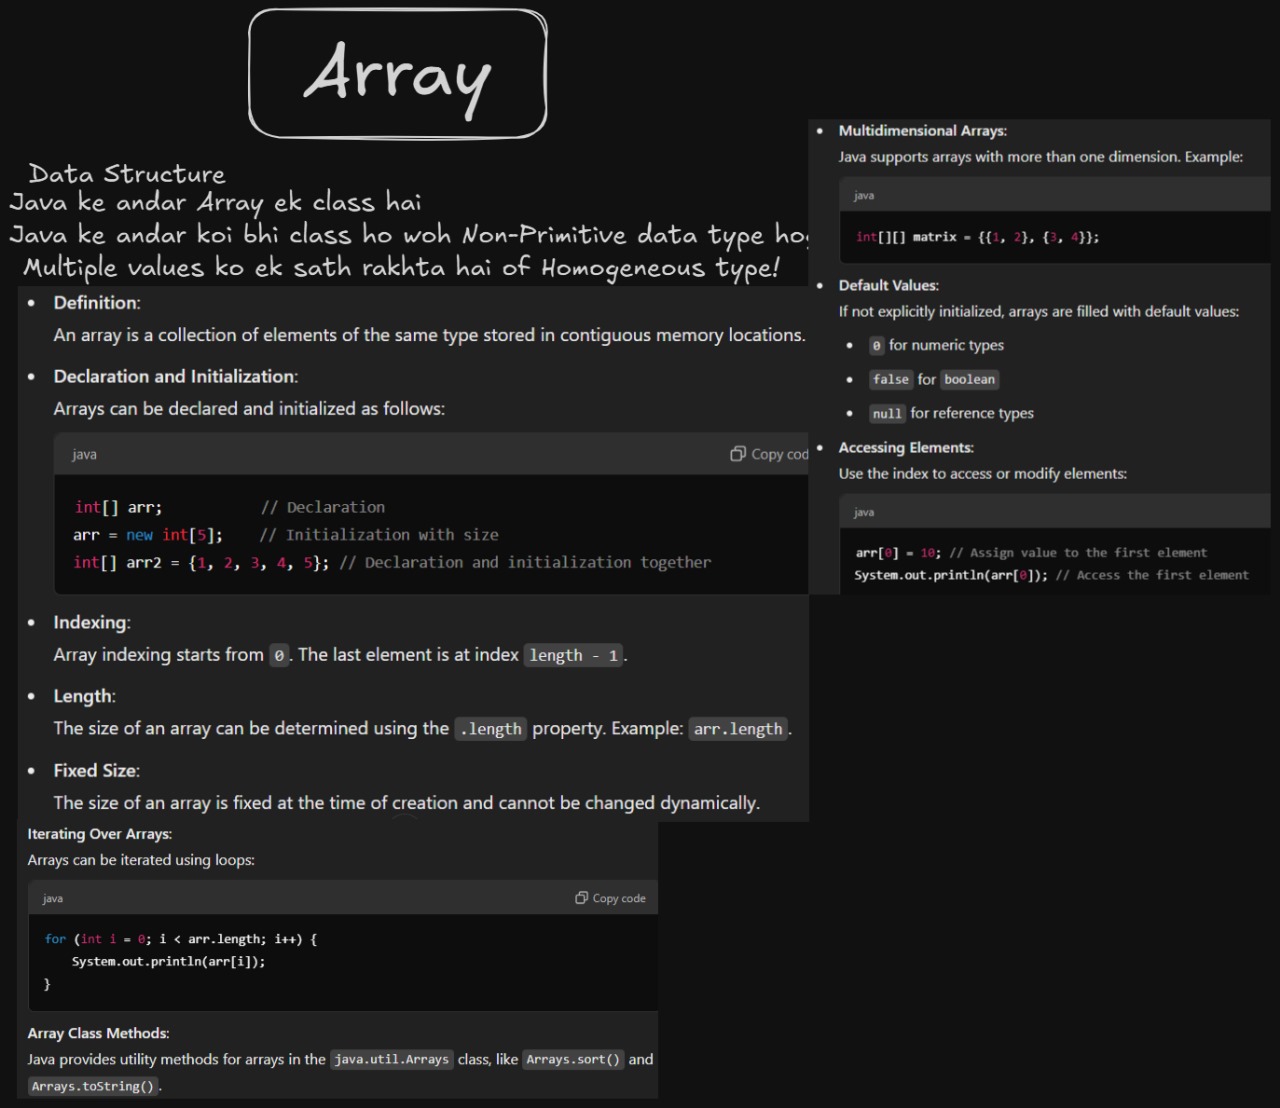 Array
Data Structure
Java ke andar Array ek class hai
Java ke andar koi bhi class ho woh Non-Primitive data type
Multiple values ko ek sath rakhta hai of Homogeneous type!
• Definition:
An array is a collection of elements of the same type stored in contiguous memory locations.
• Declaration and Initialization:
Arrays can be declared and initialized as follows:
java
Copy cod
int[] arr;           // Declaration
arr = new int[5];    // Initialization with size
int[] arr2 = {1, 2, 3, 4, 5}; // Declaration and initialization together
• Indexing:
Array indexing starts from 0. The last element is at index length - 1.
• Length:
The size of an array can be determined using the .length property. Example: arr.length.
• Fixed Size:
The size of an array is fixed at the time of creation and cannot be changed dynamically.
Iterating Over Arrays:
Arrays can be iterated using loops:
java
Copy code
for (int i = 0; i < arr.length; i++) {
    System.out.println(arr[i]);
}
Array Class Methods:
Java provides utility methods for arrays in the java.util.Arrays class, like Arrays.sort() and
Arrays.toString().
• Multidimensional Arrays:
Java supports arrays with more than one dimension. Example:
java
int[][] matrix = {{1, 2}, {3, 4}};
• Default Values:
If not explicitly initialized, arrays are filled with default values:
• 0 for numeric types
• false for boolean
• null for reference types
• Accessing Elements:
Use the index to access or modify elements:
java
arr[0] = 10; // Assign value to the first element
System.out.println(arr[0]); // Access the first element